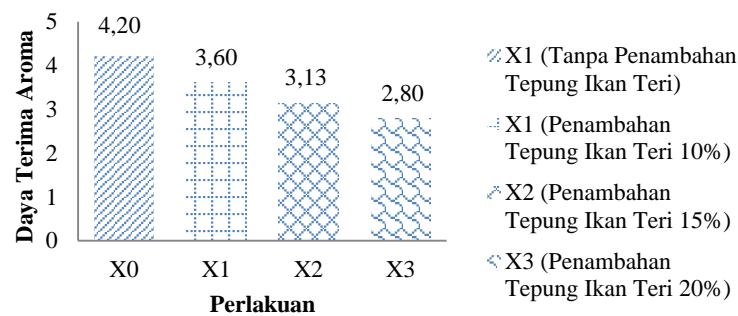 5
4
3
2
1
0
Daya Terima Aroma
4,20
3,60
3,13
2,80
X0 X1 X2 X3
Perlakuan
X1 (Tanpa Penambahan
Tepung Ikan Teri)
X1 (Penambahan
Tepung Ikan Teri 10%)
X2 (Penambahan
Tepung Ikan Teri 15%)
X3 (Penambahan
Tepung Ikan Teri 20%)